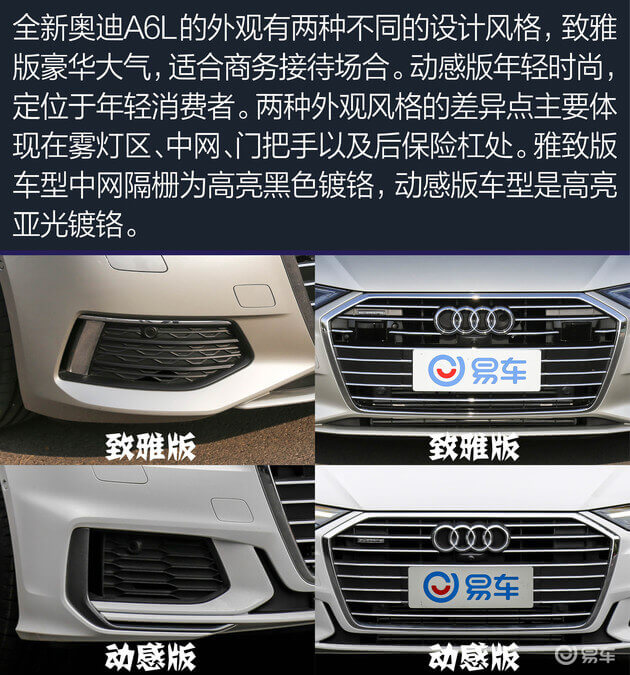 全新奥迪A6L的外观有两种不同的设计风格，致雅
版豪华大气，适合商务接待场合。动感版年轻时尚，
定位于年轻消费者。两种外观风格的差异点主要体
现在雾灯区、中网、门把手以及后保险杠处。雅致版
车型中网隔栅为高亮黑色镀铬，动感版车型是高亮
亚光镀铬。
易车
致雅版
致雅版
易车
动感版
动感版
易车